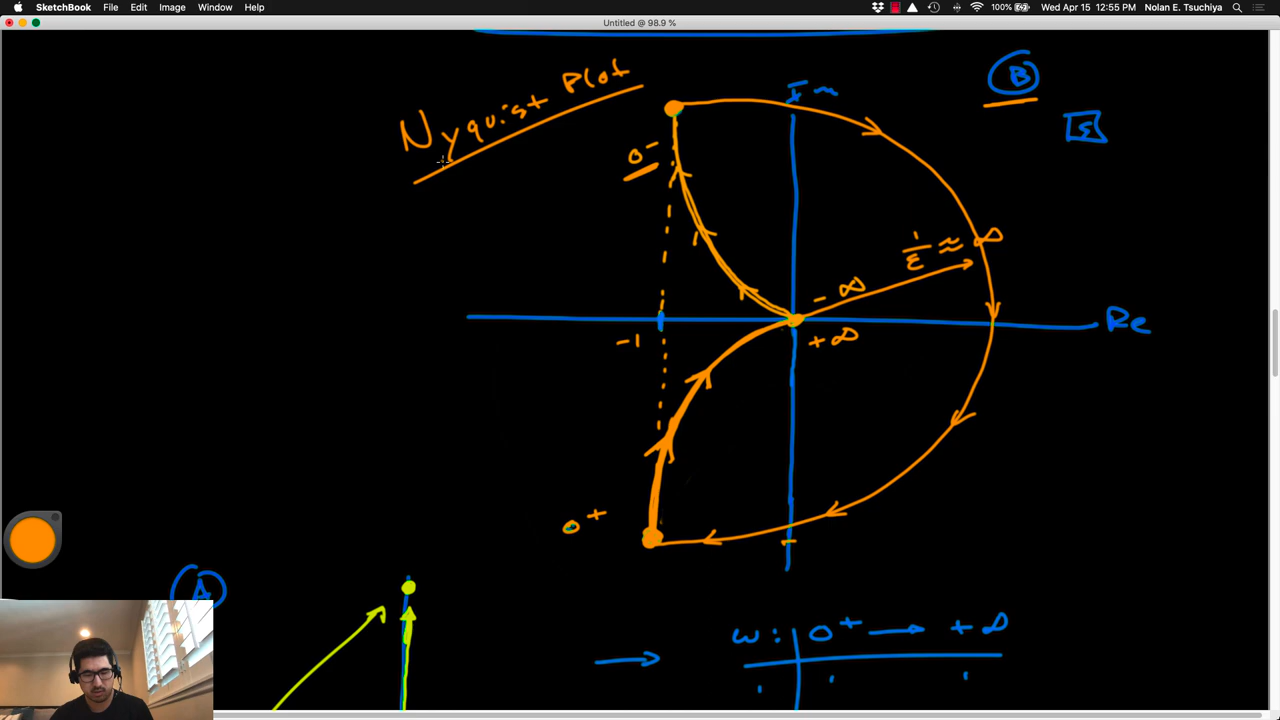 SketchBook File Edit Image View Window Help 100% Wed Apr 15 12:55 PM Nolan E. Tsuchiya
Untitled @ 98.9 %
Nyquist Plot
Im
B
S
0-
1/ε ≈ ∞
- ∞
Re
-1
+∞
0+
A
ω: 0+ → +∞